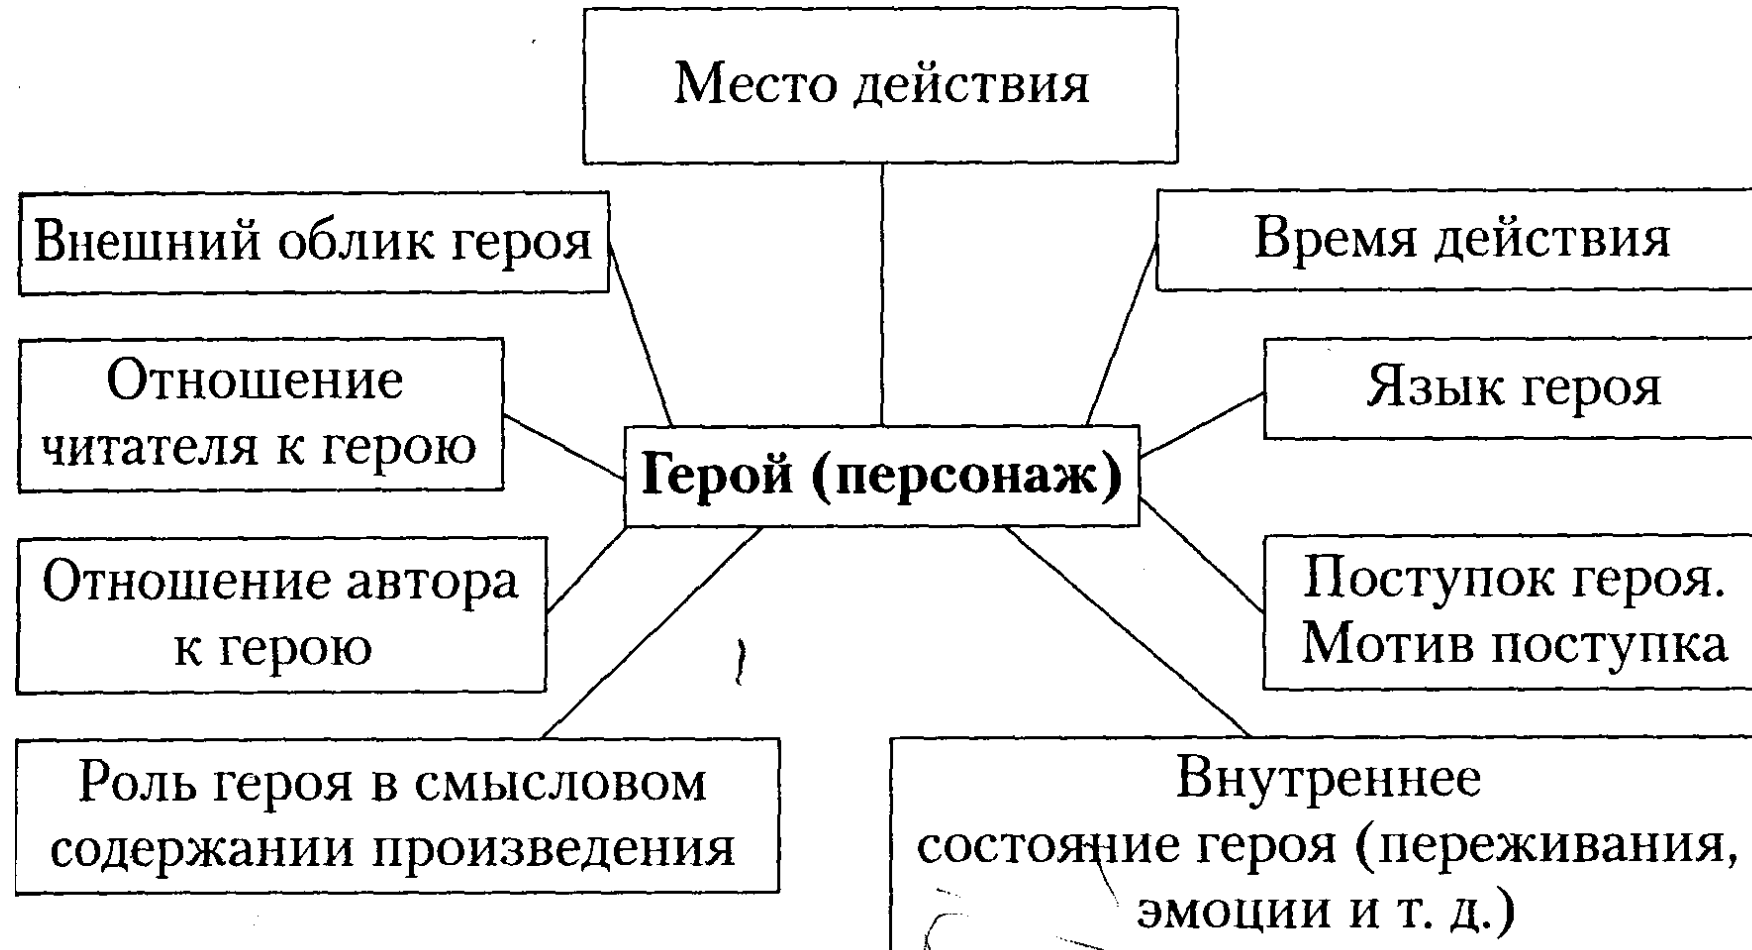 Место действия
Внешний облик героя
Время действия
Отношение
читателя к герою
Язык героя
Герой (персонаж)
Отношение автора
к герою
Поступок героя.
Мотив поступка
Роль героя в смысловом
содержании произведения
Внутреннее
состояние героя (переживания,
эмоции и т. д.)